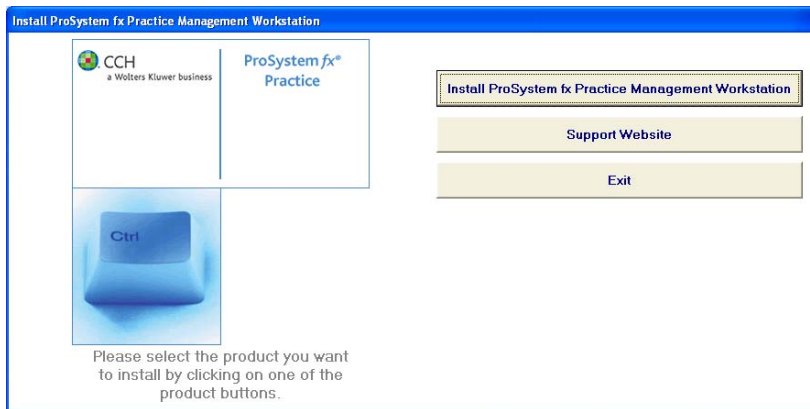 Install ProSystem fx Practice Management Workstation
CCH
a Wolters Kluwer business
ProSystem fx®
Practice
Install ProSystem fx Practice Management Workstation
Support Website
Exit
Ctrl
Please select the product you want
to install by clicking on one of the
product buttons.